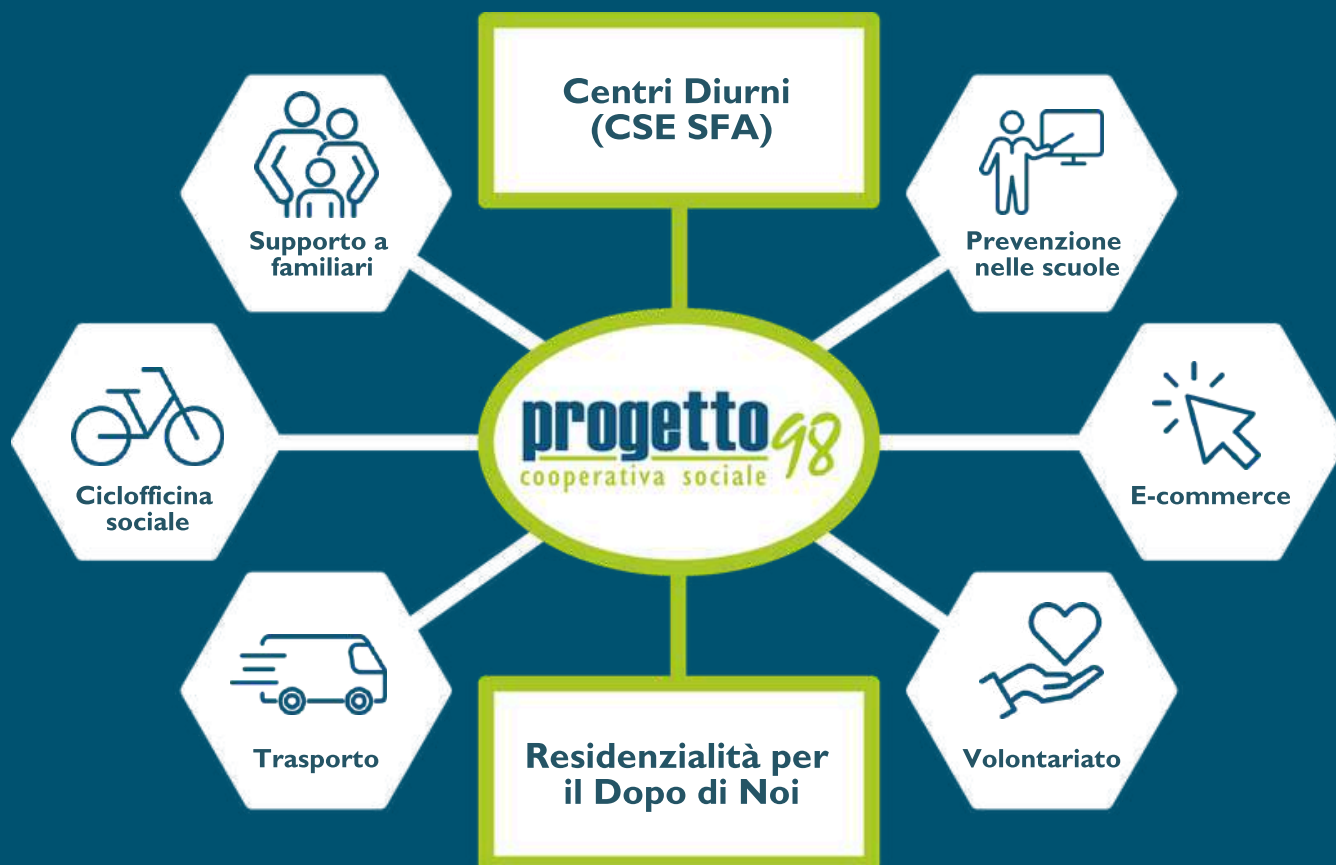 Centri Diurni
(CSE SFA)
Supporto a
familiari
Prevenzione
nelle scuole
progetto 98
cooperativa sociale
Ciclofficina
sociale
E-commerce
Trasporto
Residenzialità per
il Dopo di Noi
Volontariato